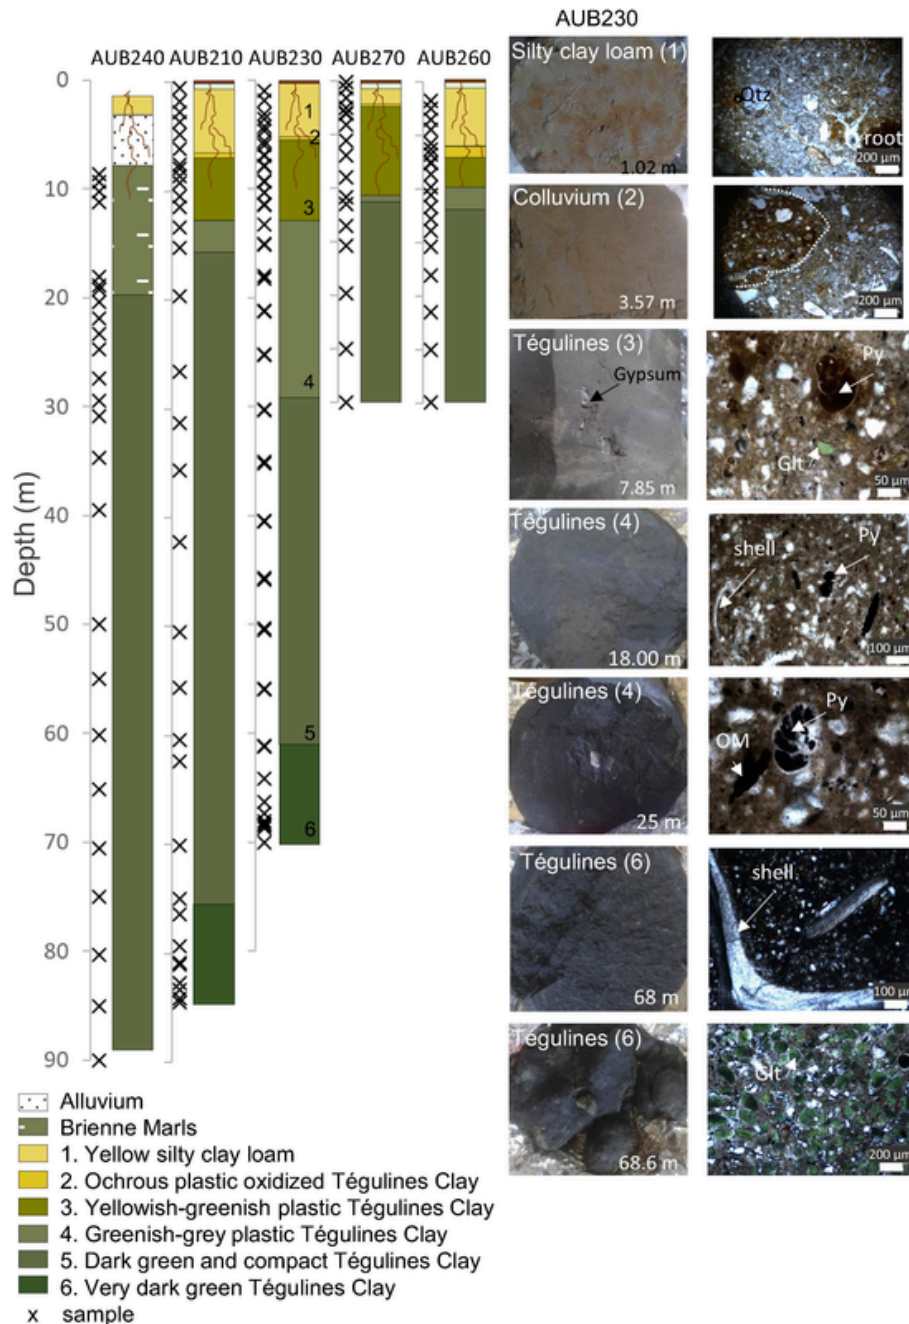 AUB230
AUB240 AUB210 AUB230 AUB270 AUB260
Depth (m)
0
10
20
30
40
50
60
70
80
90
1
2
3
4
5
6
Silty clay loam (1)
1.02 m
Qtz
root
200 µm
Colluvium (2)
3.57 m
200 µm
Tégulines (3)
Gypsum
7.85 m
Py
Glt
50 µm
Tégulines (4)
18.00 m
shell
Py
100 µm
Tégulines (4)
25 m
Py
OM
50 µm
Tégulines (6)
68 m
shell
100 µm
Tégulines (6)
68.6 m
Glt
200 µm
Alluvium
Brienne Marls
1. Yellow silty clay loam
2. Ochrous plastic oxidized Tégulines Clay
3. Yellowish-greenish plastic Tégulines Clay
4. Greenish-grey plastic Tégulines Clay
5. Dark green and compact Tégulines Clay
6. Very dark green Tégulines Clay
x sample